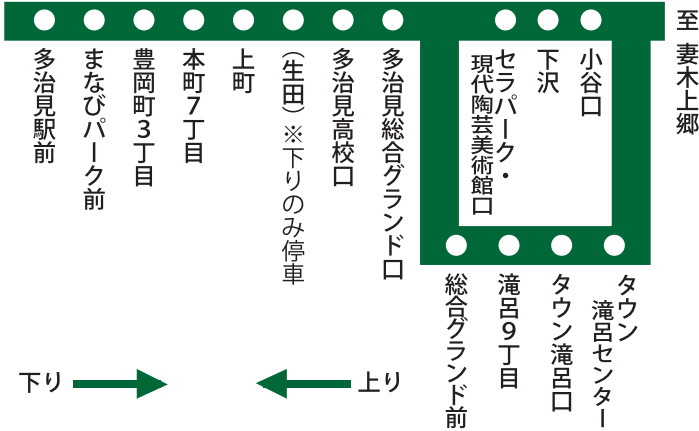 多治見駅前
まなびパーク前
豊岡町3丁目
本町7丁目
上町
（生田）※下りのみ停車
多治見高校口
多治見総合グランド口
セラパーク・
現代陶芸美術館口
下沢
小谷口
至 妻木上郷
総合グランド前
滝呂9丁目
タウン滝呂口
タウン
滝呂センター
下り
上り